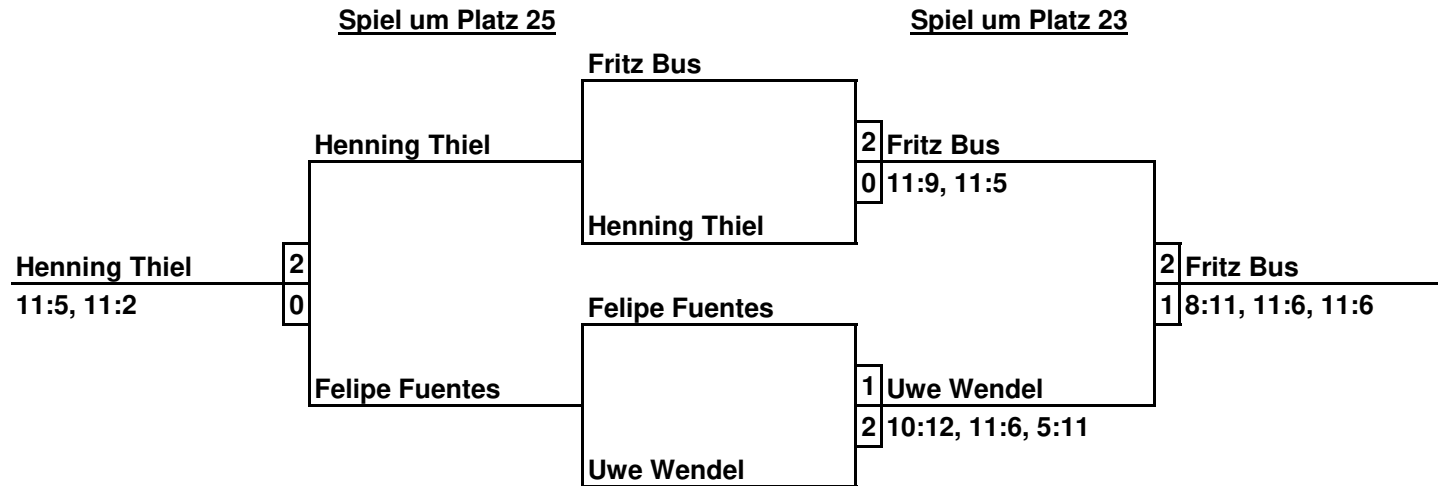 Spiel um Platz 25
Spiel um Platz 23
Fritz Bus
Henning Thiel
2 Fritz Bus
0 11:9, 11:5
Henning Thiel
Henning Thiel 2
2 Fritz Bus
11:5, 11:2 0
Felipe Fuentes
1 8:11, 11:6, 11:6
Felipe Fuentes
1 Uwe Wendel
2 10:12, 11:6, 5:11
Uwe Wendel